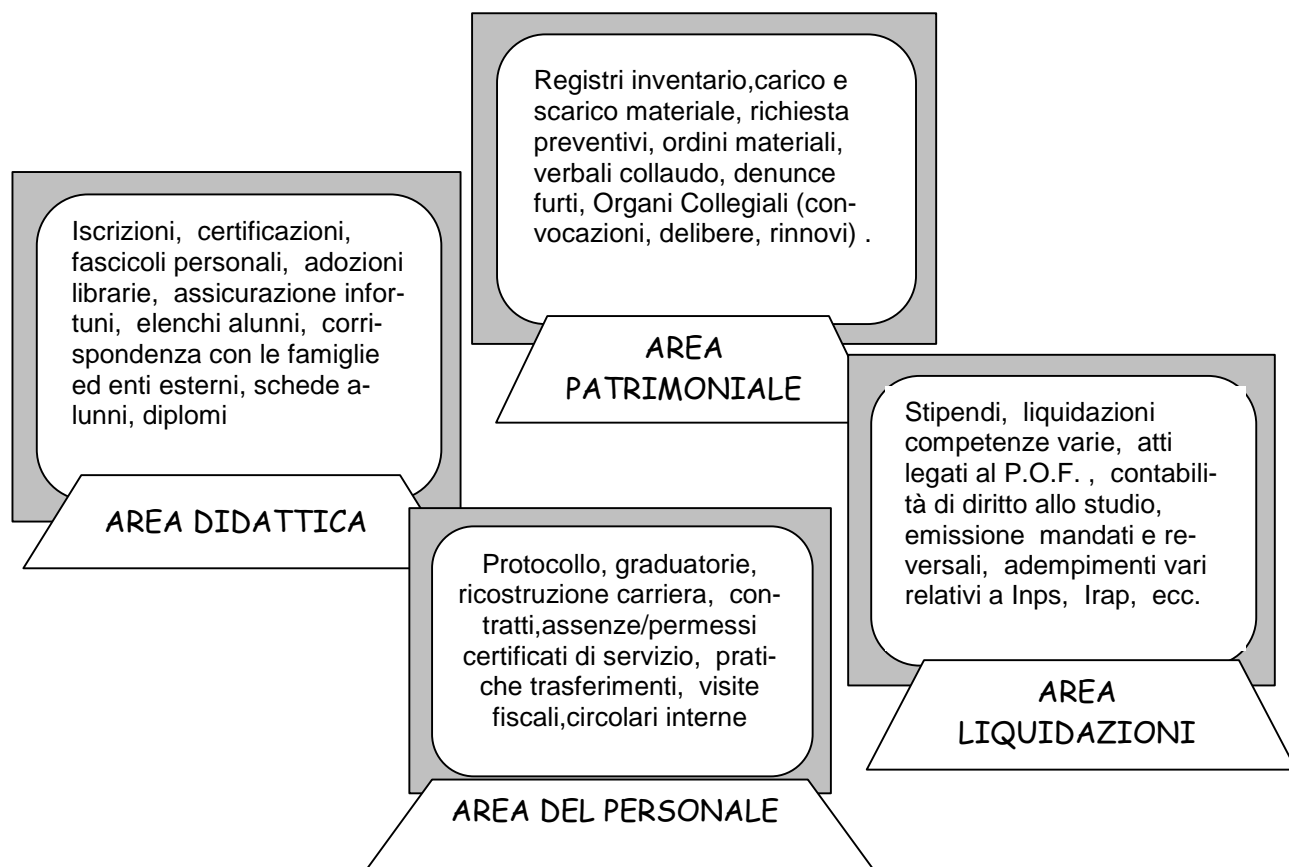 Registri inventario,carico e
scarico materiale, richiesta
preventivi, ordini materiali,
verbali collaudo, denunce
furti, Organi Collegiali (con-
vocazioni, delibere, rinnovi) .
AREA
PATRIMONIALE
Iscrizioni, certificazioni,
fascicoli personali, adozioni
librarie, assicurazione infor-
tuni, elenchi alunni, corri-
spondenza con le famiglie
ed enti esterni, schede a-
lunni, diplomi
AREA DIDATTICA
Stipendi, liquidazioni
competenze varie, atti
legati al P.O.F. , contabili-
tà di diritto allo studio,
emissione mandati e re-
versali, adempimenti vari
relativi a Inps, Irap, ecc.
AREA
LIQUIDAZIONI
Protocollo, graduatorie,
ricostruzione carriera, con-
tratti,assenze/permessi
certificati di servizio, prati-
che trasferimenti, visite
fiscali,circolari interne
AREA DEL PERSONALE